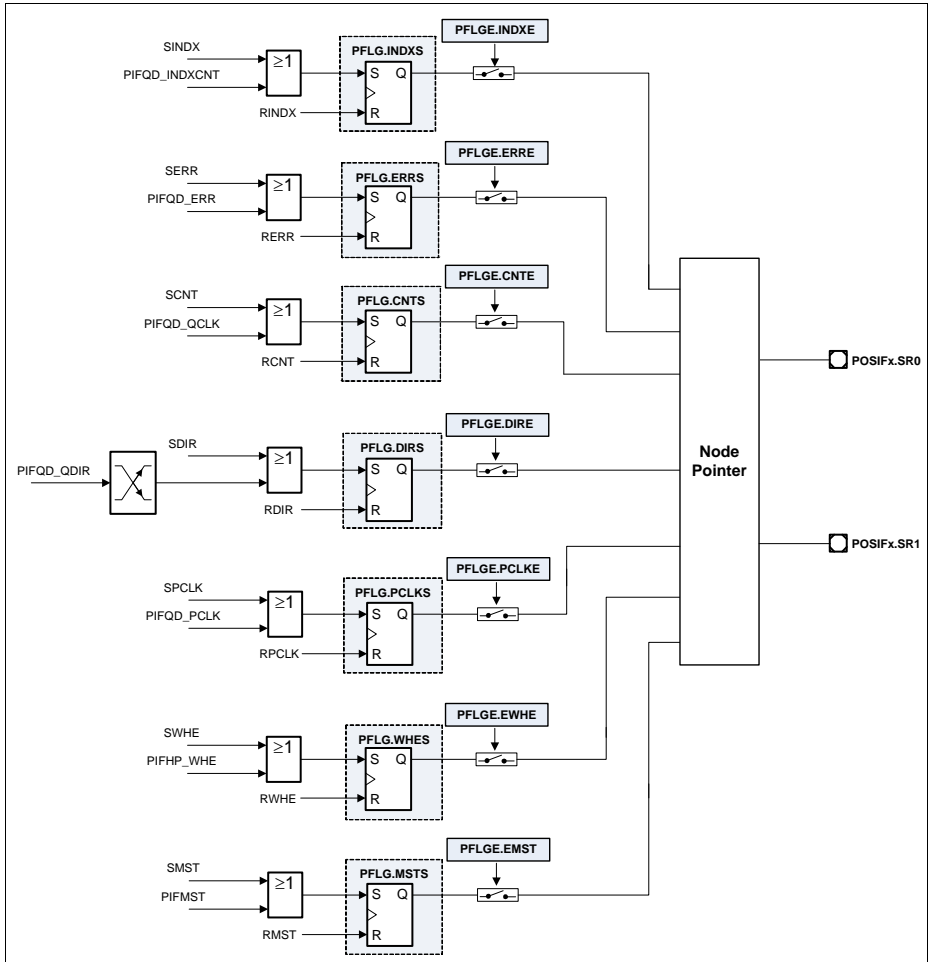 PFLGE.INDXE
SINDX
PIFQD_INDXCNT
≥1
PFLG.INDXS
S Q
R
RINDX
PFLGE.ERRE
SERR
PIFQD_ERR
≥1
PFLG.ERRS
S Q
R
RERR
PFLGE.CNTE
SCNT
PIFQD_QCLK
≥1
PFLG.CNTS
S Q
R
RCNT
PFLGE.DIRE
SDIR
PIFQD_QDIR
≥1
PFLG.DIRS
S Q
R
RDIR
PFLGE.PCLKE
SPCLK
PIFQD_PCLK
≥1
PFLG.PCLKS
S Q
R
RPCLK
PFLGE.EWHE
SWHE
PIFHP_WHE
≥1
PFLG.WHES
S Q
R
RWHE
PFLGE.EMST
SMST
PIFMST
≥1
PFLG.MSTS
S Q
R
RMST
Node
Pointer
POSIFx.SR0
POSIFx.SR1